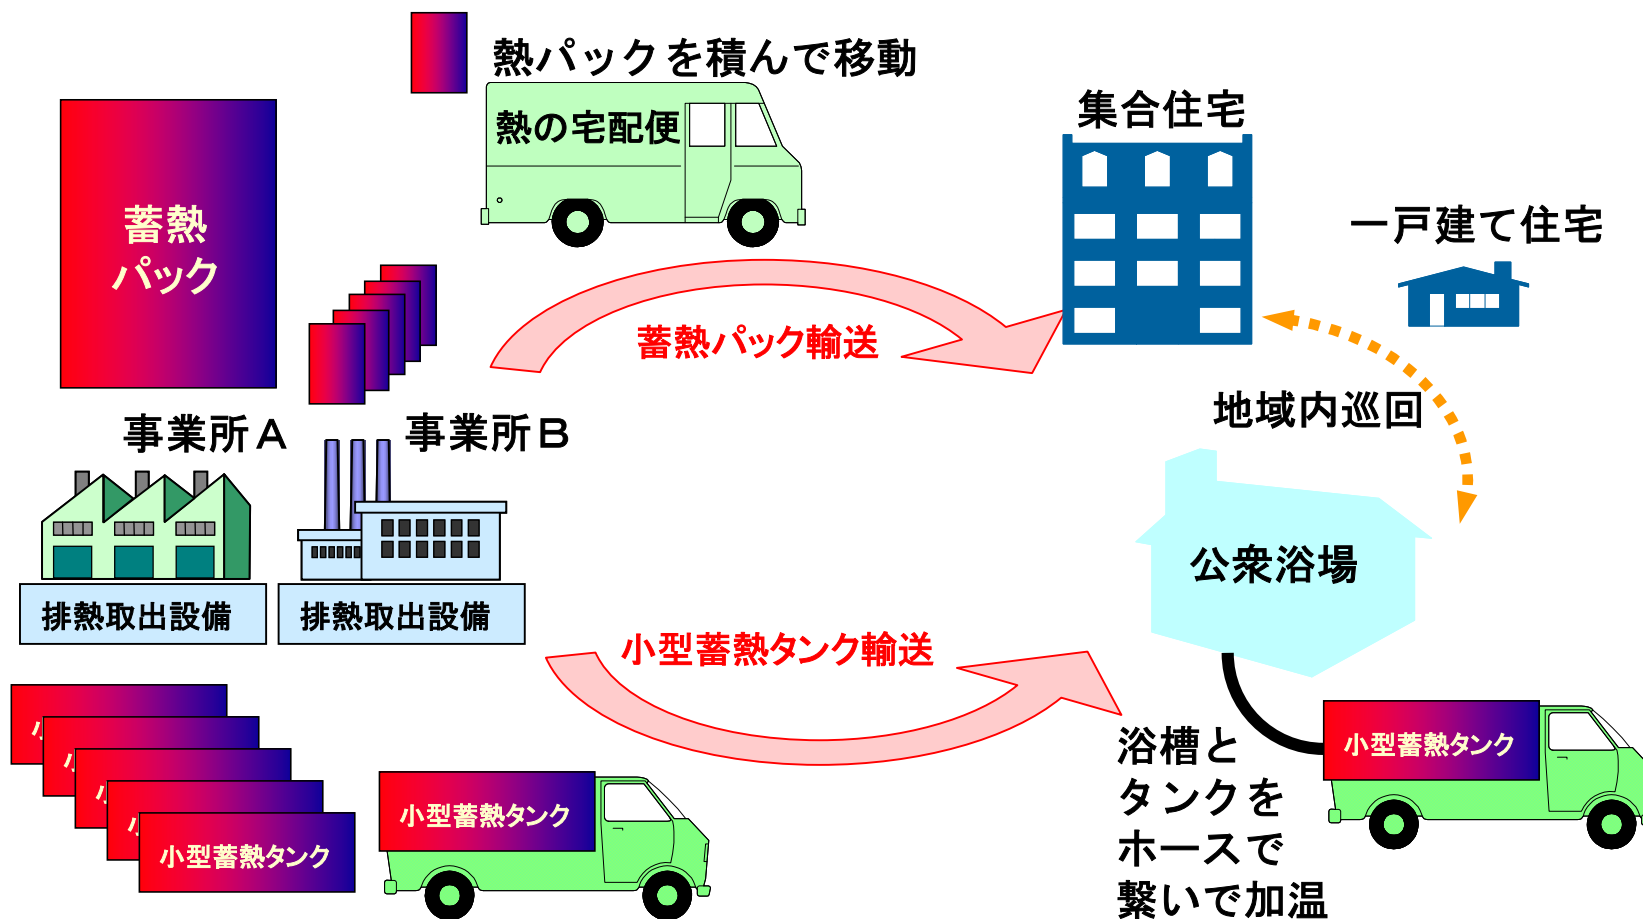 熱パックを積んで移動
熱の宅配便
蓄熱
パック
集合住宅
一戸建て住宅
蓄熱パック輸送
地域内巡回
事業所A
事業所B
排熱取出設備
排熱取出設備
公衆浴場
小型蓄熱タンク輸送
小
小
小
小
小型蓄熱タンク
小型蓄熱タンク
浴槽と
タンクを
ホースで
繋いで加温
小型蓄熱タンク